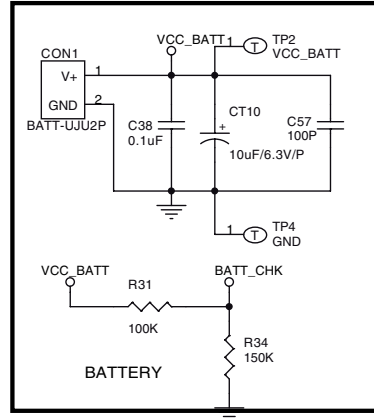 VCC_BATT
1
T
TP2
VCC_BATT
CON1
V+
1
GND
2
BATT-UJU2P
C38
0.1uF
CT10
+
10uF/6.3V/P
C57
100P
1
T
TP4
GND
VCC_BATT
R31
100K
BATT_CHK
R34
150K
BATTERY